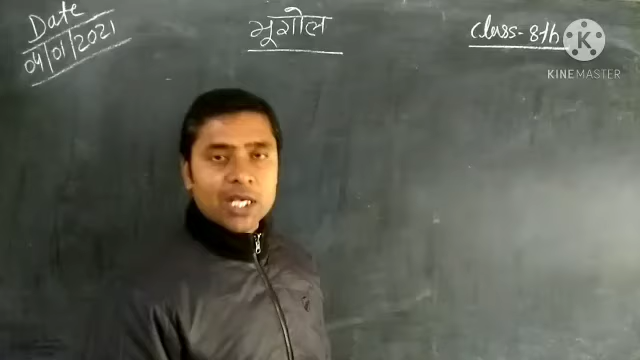 Date
04/01/2021
भूगोल
Class-8th
KINEMASTER